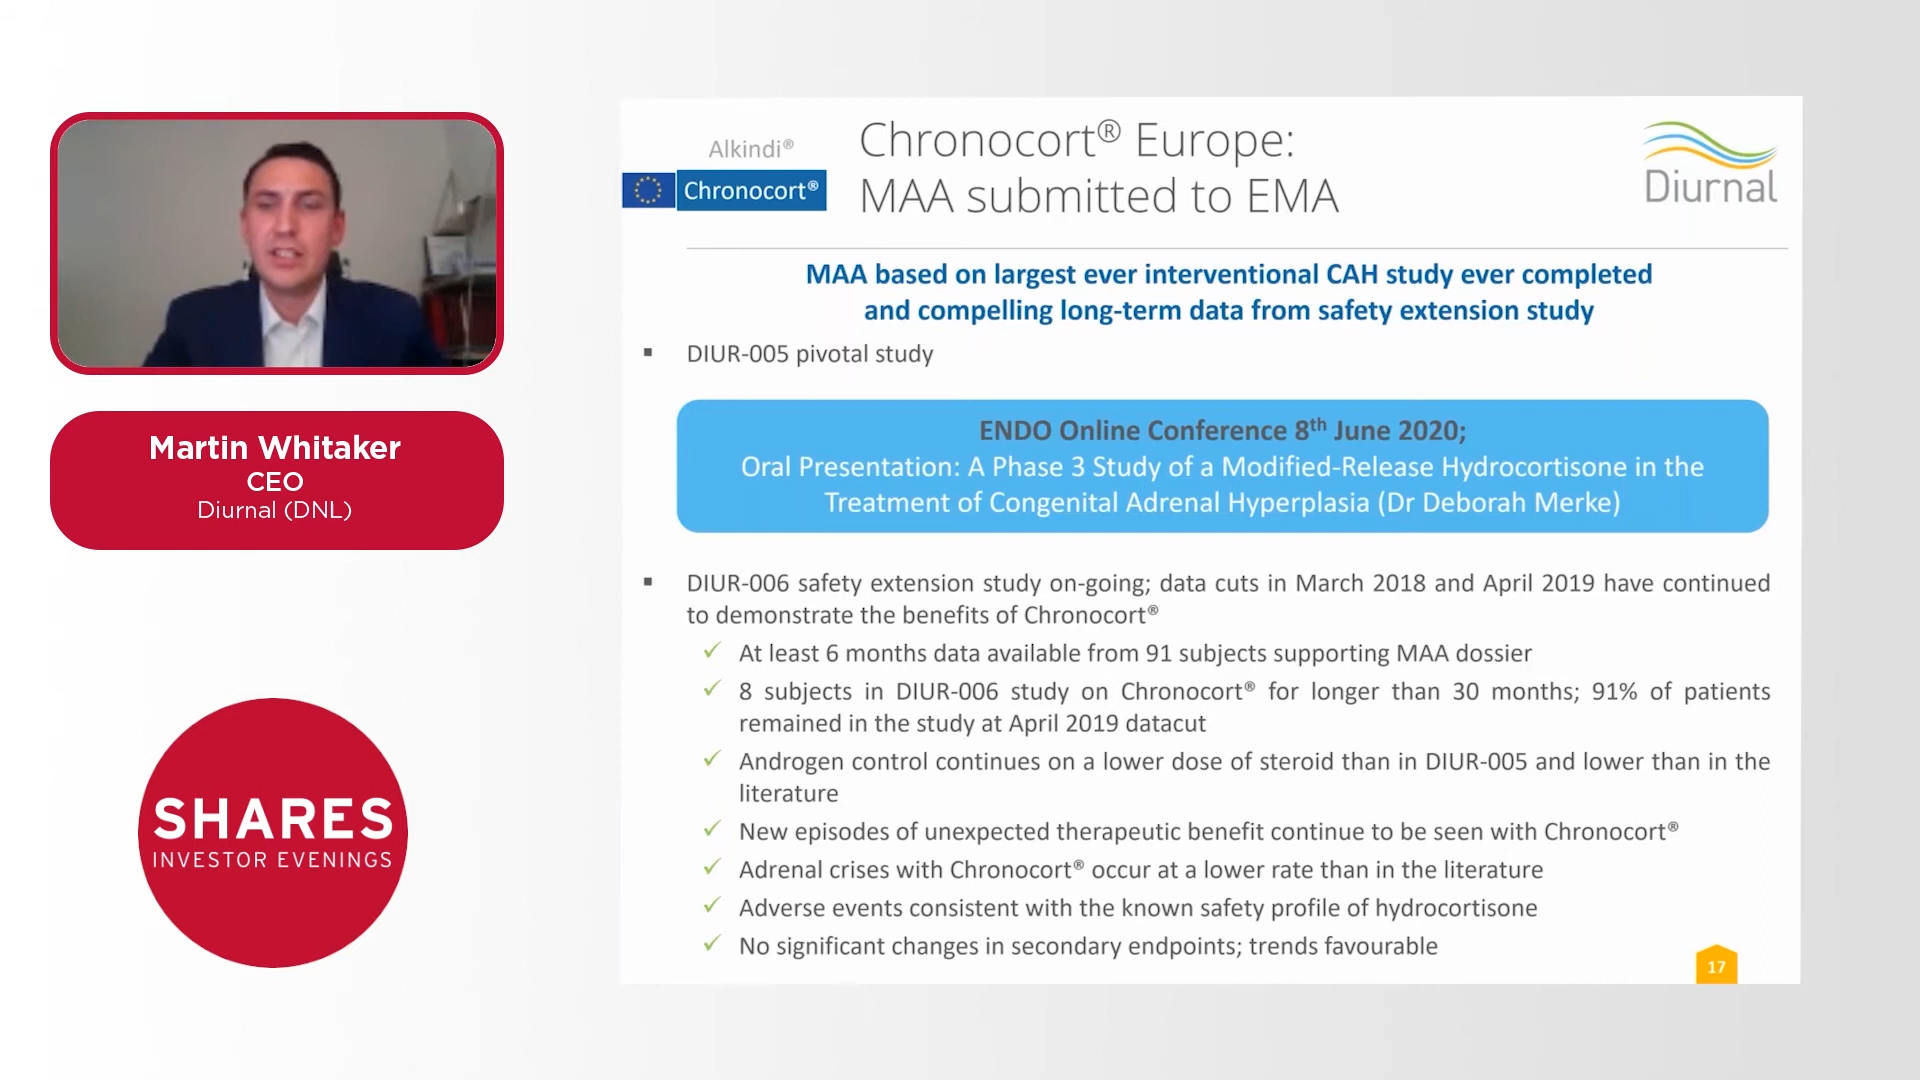 Martin Whitaker
CEO
Diurnal (DNL)
SHARES
INVESTOR EVENINGS
Alkindi®
Chronocort®
Chronocort® Europe:
MAA submitted to EMA
Diurnal
MAA based on largest ever interventional CAH study ever completed
and compelling long-term data from safety extension study
▪ DIUR-005 pivotal study
ENDO Online Conference 8th June 2020;
Oral Presentation: A Phase 3 Study of a Modified-Release Hydrocortisone in the
Treatment of Congenital Adrenal Hyperplasia (Dr Deborah Merke)
▪ DIUR-006 safety extension study on-going; data cuts in March 2018 and April 2019 have continued
to demonstrate the benefits of Chronocort®
✓ At least 6 months data available from 91 subjects supporting MAA dossier
✓ 8 subjects in DIUR-006 study on Chronocort® for longer than 30 months; 91% of patients
remained in the study at April 2019 datacut
✓ Androgen control continues on a lower dose of steroid than in DIUR-005 and lower than in the
literature
✓ New episodes of unexpected therapeutic benefit continue to be seen with Chronocort®
✓ Adrenal crises with Chronocort® occur at a lower rate than in the literature
✓ Adverse events consistent with the known safety profile of hydrocortisone
✓ No significant changes in secondary endpoints; trends favourable
17